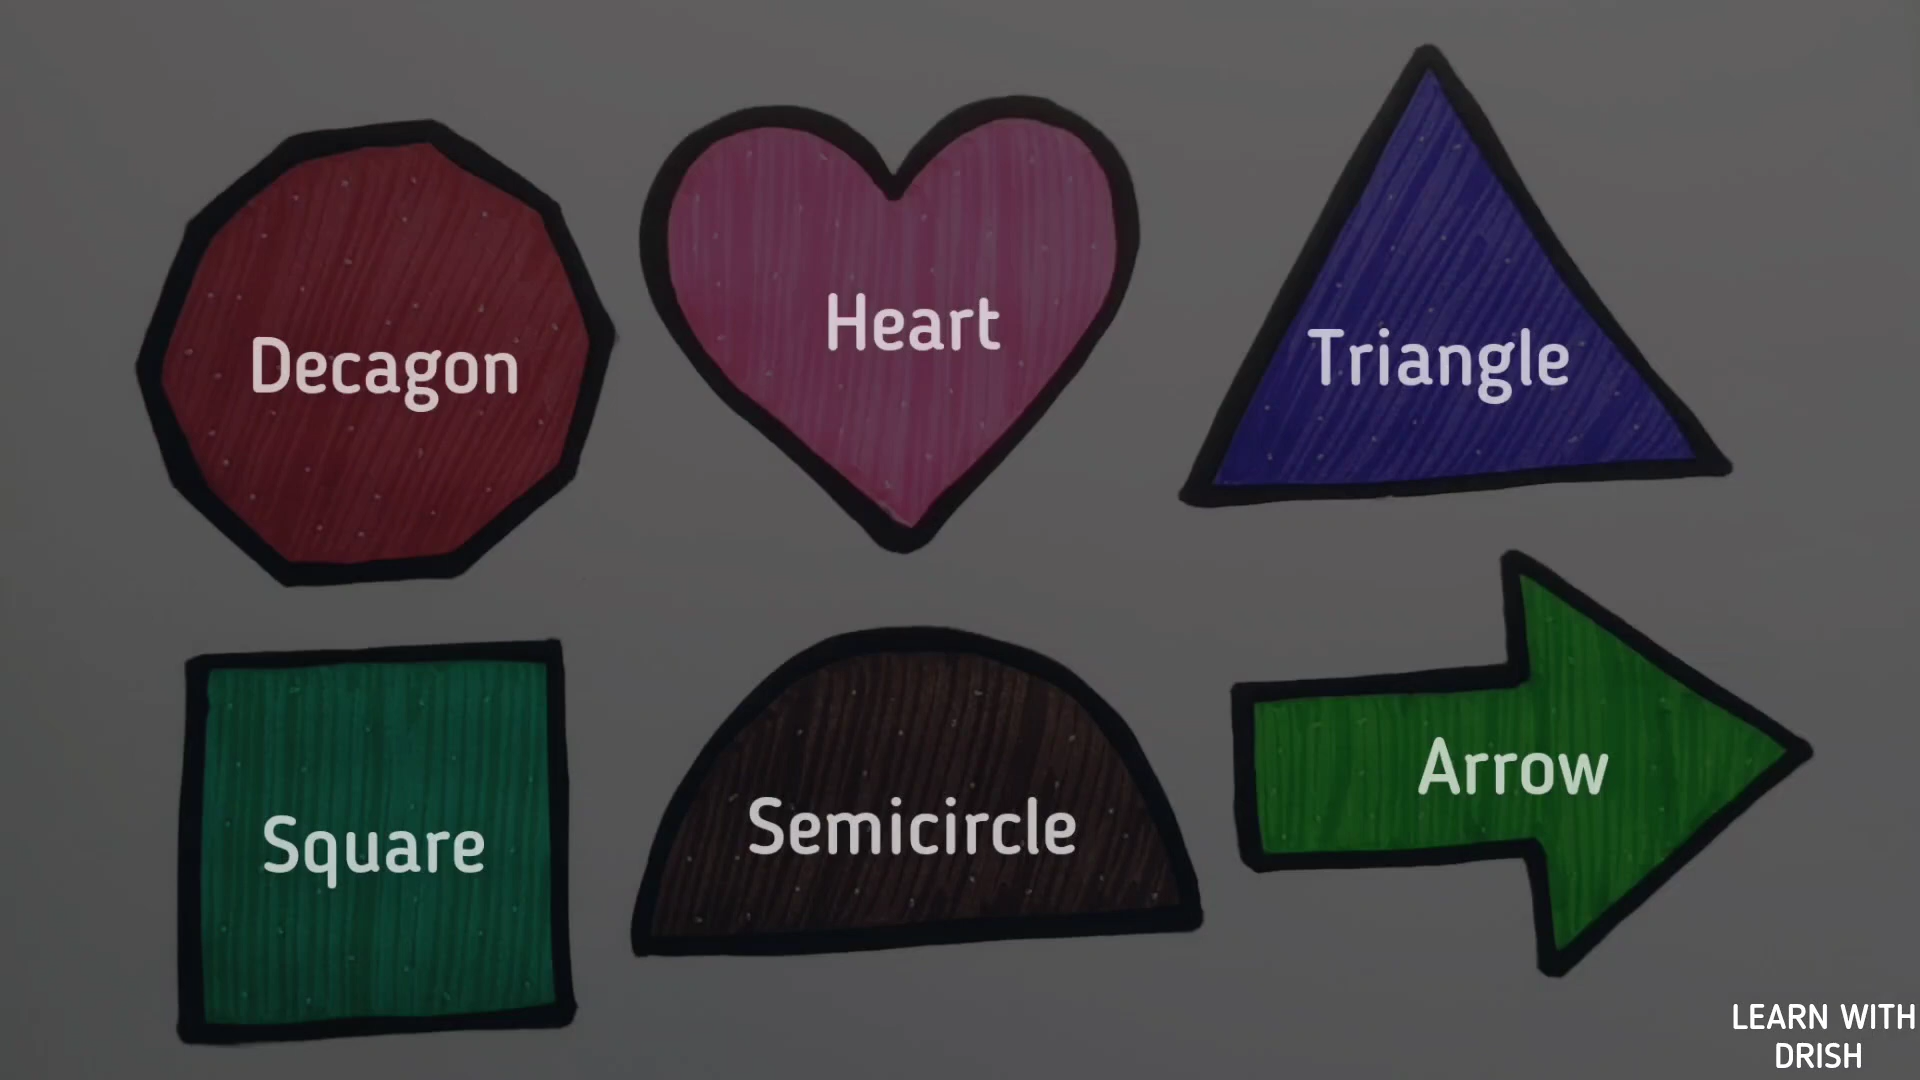 Decagon
Heart
Triangle
Square
Semicircle
Arrow
LEARN WITH
DRISH